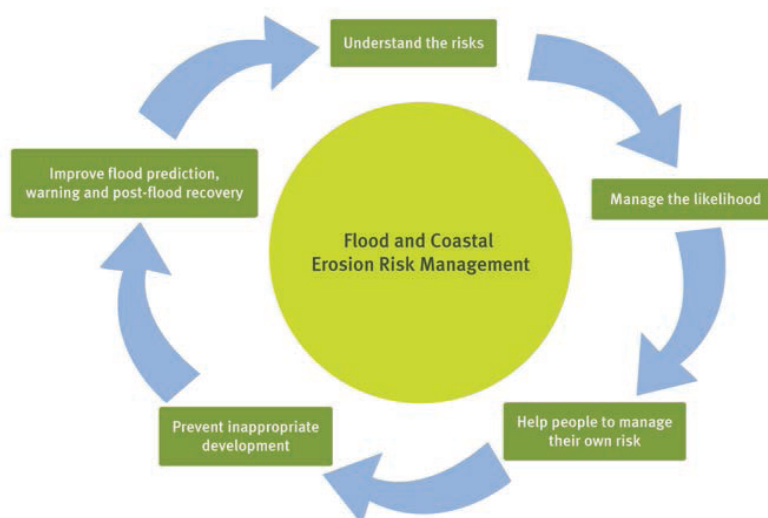 Understand the risks
Manage the likelihood
Help people to manage
their own risk
Prevent inappropriate
development
Improve flood prediction,
warning and post-flood recovery
Flood and Coastal
Erosion Risk Management